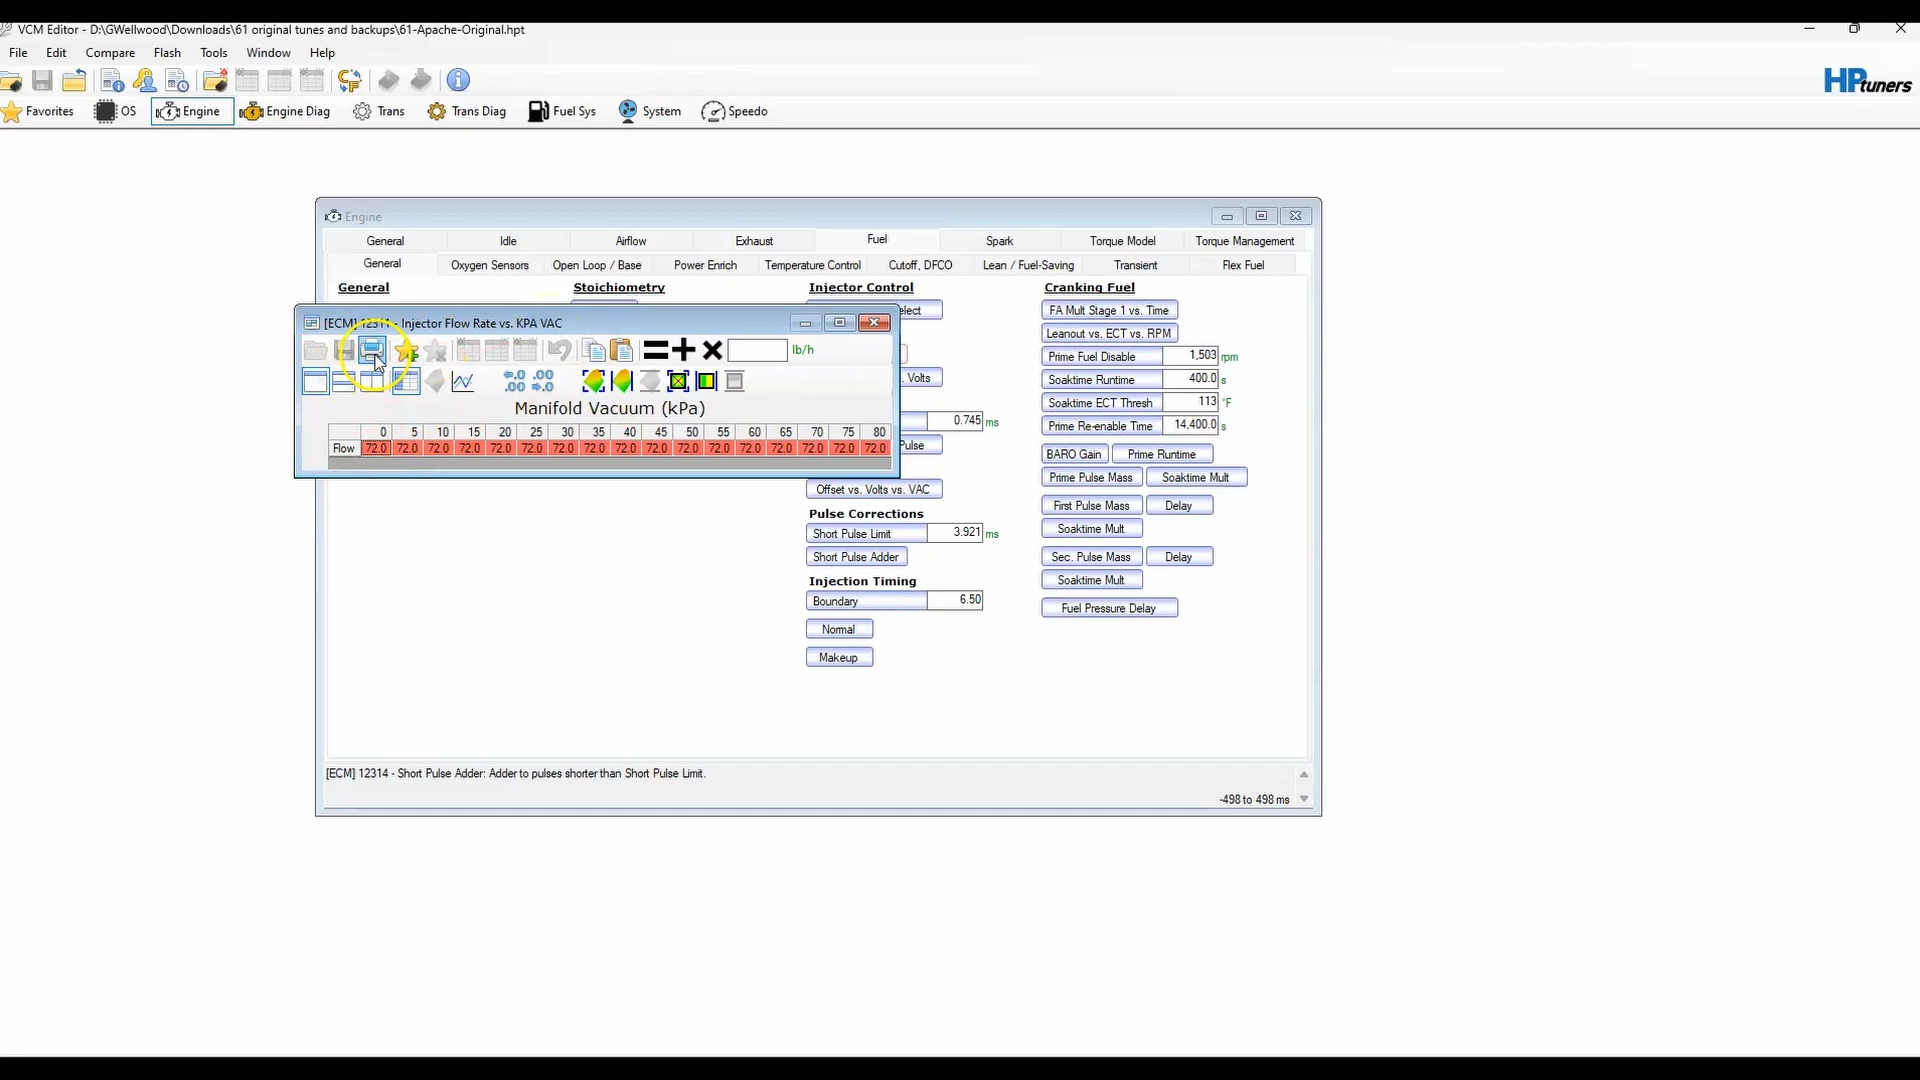 VCM Editor - D:\GWellwood\Downloads\61 original tunes and backups\61-Apache-Original.hpt
File Edit Compare Flash Tools Window Help
HPtuners
Favorites OS Engine Engine Diag Trans Trans Diag Fuel Sys System Speedo
Engine
General Idle Airflow Exhaust Fuel Spark Torque Model Torque Management
General Oxygen Sensors Open Loop / Base Power Enrich Temperature Control Cutoff, DFCO Lean / Fuel-Saving Transient Flex Fuel
General Stoichiometry Injector Control Cranking Fuel
FA Mult Stage 1 vs. Time
[ECM] 12311 - Injector Flow Rate vs. KPA VAC
Leanout vs. ECT vs. RPM
lb/h
Prime Fuel Disable 1,503 rpm
. Volts
Soaktime Runtime 400.0 s
Manifold Vacuum (kPa)
Soaktime ECT Thresh 113 °F
0.745 ms
Prime Re-enable Time 14,400.0 s
0 5 10 15 20 25 30 35 40 45 50 55 60 65 70 75 80
Flow 72.0 72.0 72.0 72.0 72.0 72.0 72.0 72.0 72.0 72.0 72.0 72.0 72.0 72.0 72.0 72.0 72.0
Pulse
BARO Gain Prime Runtime
Prime Pulse Mass Soaktime Mult
Offset vs. Volts vs. VAC
First Pulse Mass Delay
Pulse Corrections
Soaktime Mult
Short Pulse Limit 3.921 ms
Short Pulse Adder
Sec. Pulse Mass Delay
Injection Timing
Soaktime Mult
Boundary 6.50
Fuel Pressure Delay
Normal
Makeup
[ECM] 12314 - Short Pulse Adder: Adder to pulses shorter than Short Pulse Limit.
-498 to 498 ms